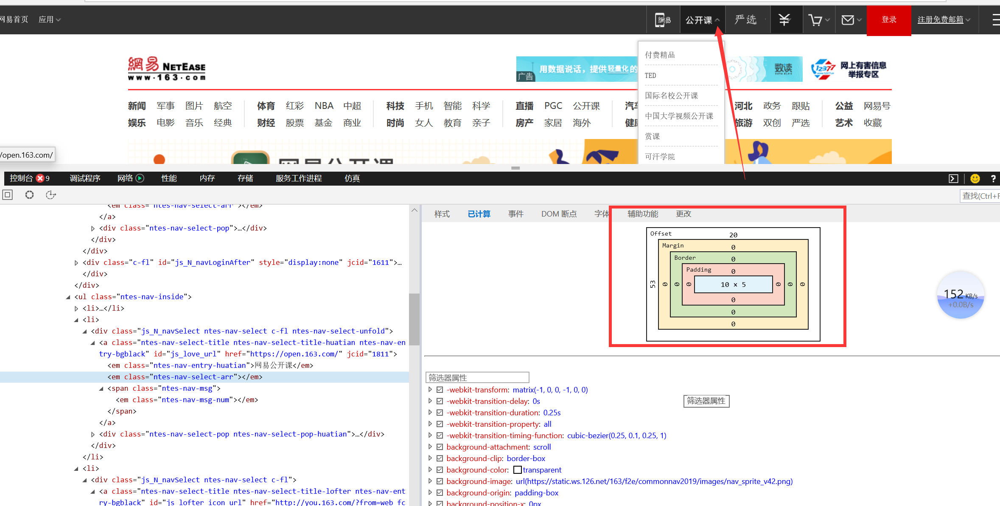 网易首页 应用
網易 公开课 严选 登录 注册免费邮箱
網易 NETEASE
www.163.com
广告 用数据说话，提供轻量化的 数读
12377 网上有害信息
举报专区
付费精品
TED
国际名校公开课
中国大学视频公开课
赏课
可汗学院
新闻 军事 图片 航空 体育 红彩 NBA 中超 科技 手机 智能 科学 直播 PGC 公开课 河北 政务 跟贴 公益 网易号
娱乐 电影 音乐 经典 财经 股票 基金 商业 时尚 女人 教育 亲子 房产 家居 海外 旅游 双创 严选 艺术 收藏
网易公开课
/open.163.com/
控制台 9 调试程序 网络 性能 内存 存储 服务工作进程 仿真 ?
查找(Ctrl+F
<em class="ntes-nav-select-arr"></em>
</a>
<div class="ntes-nav-select-pop">…</div>
</div>
</div>
<div class="c-fl" id="js_N_navLoginAfter" style="display:none" jcid="1611">…
</div>
</div>
<ul class="ntes-nav-inside">
<li>…</li>
<li>
<div class="js_N_navSelect ntes-nav-select c-fl ntes-nav-select-unfold">
<a class="ntes-nav-select-title ntes-nav-select-title-huatian ntes-nav-en
try-bgblack" id="js_love_url" href="https://open.163.com/" jcid="1811">
<em class="ntes-nav-entry-huatian">网易公开课</em>
<em class="ntes-nav-select-arr"></em>
<span class="ntes-nav-msg">
<em class="ntes-nav-msg-num"></em>
</span>
</a>
<div class="ntes-nav-select-pop ntes-nav-select-pop-huatian">…</div>
</div>
</li>
<li>
<div class="js_N_navSelect ntes-nav-select c-fl">
<a class="ntes-nav-select-title ntes-nav-select-title-lofter ntes-nav-ent
ry-bgblack" id="js_lofter_icon_url" href="http://you.163.com/?from=web_fc
样式 已计算 事件 DOM 断点 字体 辅助功能 更改
Offset 20
Margin 0
Border 0
Padding 0
53 0 0 0 10 × 5 0 0 0
0
0
0
152 KB/s
+0.0B/s
筛选器属性
-webkit-transform: matrix(-1, 0, 0, -1, 0, 0)
-webkit-transition-delay: 0s
筛选器属性
-webkit-transition-duration: 0.25s
-webkit-transition-property: all
-webkit-transition-timing-function: cubic-bezier(0.25, 0.1, 0.25, 1)
background-attachment: scroll
background-clip: border-box
background-color: transparent
background-image: url(https://static.ws.126.net/163/f2e/commonnav2019/images/nav_sprite_v42.png)
background-origin: padding-box
background-position-x: 0px